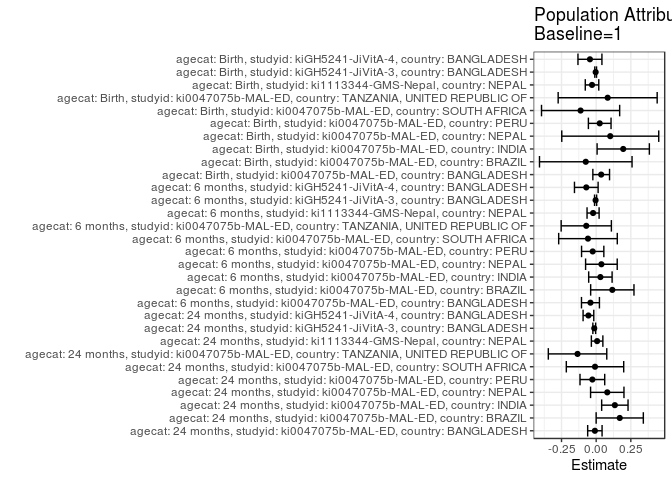 Population Attribu
Baseline=1
agecat: Birth, studyid: kiGH5241-JiVitA-4, country: BANGLADESH
agecat: Birth, studyid: kiGH5241-JiVitA-3, country: BANGLADESH
agecat: Birth, studyid: ki1113344-GMS-Nepal, country: NEPAL
agecat: Birth, studyid: ki0047075b-MAL-ED, country: TANZANIA, UNITED REPUBLIC OF
agecat: Birth, studyid: ki0047075b-MAL-ED, country: SOUTH AFRICA
agecat: Birth, studyid: ki0047075b-MAL-ED, country: PERU
agecat: Birth, studyid: ki0047075b-MAL-ED, country: NEPAL
agecat: Birth, studyid: ki0047075b-MAL-ED, country: INDIA
agecat: Birth, studyid: ki0047075b-MAL-ED, country: BRAZIL
agecat: Birth, studyid: ki0047075b-MAL-ED, country: BANGLADESH
agecat: 6 months, studyid: kiGH5241-JiVitA-4, country: BANGLADESH
agecat: 6 months, studyid: kiGH5241-JiVitA-3, country: BANGLADESH
agecat: 6 months, studyid: ki1113344-GMS-Nepal, country: NEPAL
agecat: 6 months, studyid: ki0047075b-MAL-ED, country: TANZANIA, UNITED REPUBLIC OF
agecat: 6 months, studyid: ki0047075b-MAL-ED, country: SOUTH AFRICA
agecat: 6 months, studyid: ki0047075b-MAL-ED, country: PERU
agecat: 6 months, studyid: ki0047075b-MAL-ED, country: NEPAL
agecat: 6 months, studyid: ki0047075b-MAL-ED, country: INDIA
agecat: 6 months, studyid: ki0047075b-MAL-ED, country: BRAZIL
agecat: 6 months, studyid: ki0047075b-MAL-ED, country: BANGLADESH
agecat: 24 months, studyid: kiGH5241-JiVitA-4, country: BANGLADESH
agecat: 24 months, studyid: kiGH5241-JiVitA-3, country: BANGLADESH
agecat: 24 months, studyid: ki1113344-GMS-Nepal, country: NEPAL
agecat: 24 months, studyid: ki0047075b-MAL-ED, country: TANZANIA, UNITED REPUBLIC OF
agecat: 24 months, studyid: ki0047075b-MAL-ED, country: SOUTH AFRICA
agecat: 24 months, studyid: ki0047075b-MAL-ED, country: PERU
agecat: 24 months, studyid: ki0047075b-MAL-ED, country: NEPAL
agecat: 24 months, studyid: ki0047075b-MAL-ED, country: INDIA
agecat: 24 months, studyid: ki0047075b-MAL-ED, country: BRAZIL
agecat: 24 months, studyid: ki0047075b-MAL-ED, country: BANGLADESH
-0.25 0.00 0.25
Estimate